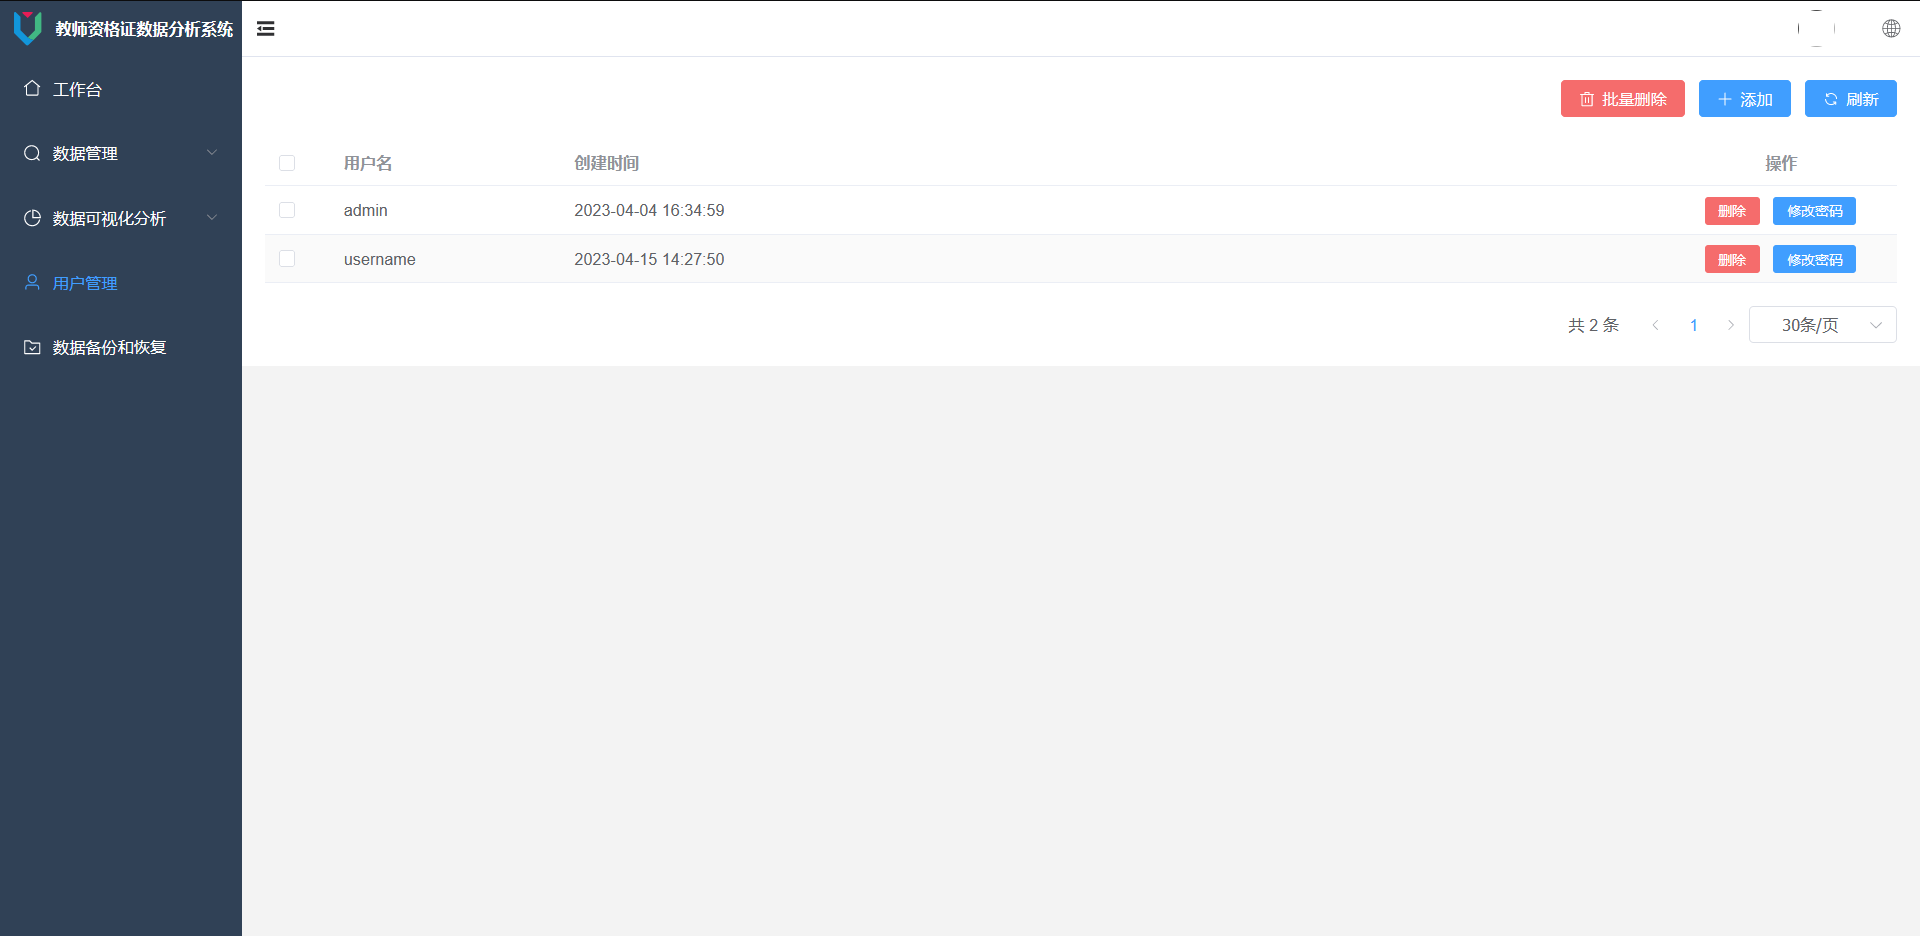 教师资格证数据分析系统
工作台
数据管理
数据可视化分析
用户管理
数据备份和恢复
批量删除 添加 刷新
用户名 创建时间 操作
admin 2023-04-04 16:34:59 删除 修改密码
username 2023-04-15 14:27:50 删除 修改密码
共 2 条 1 30条/页